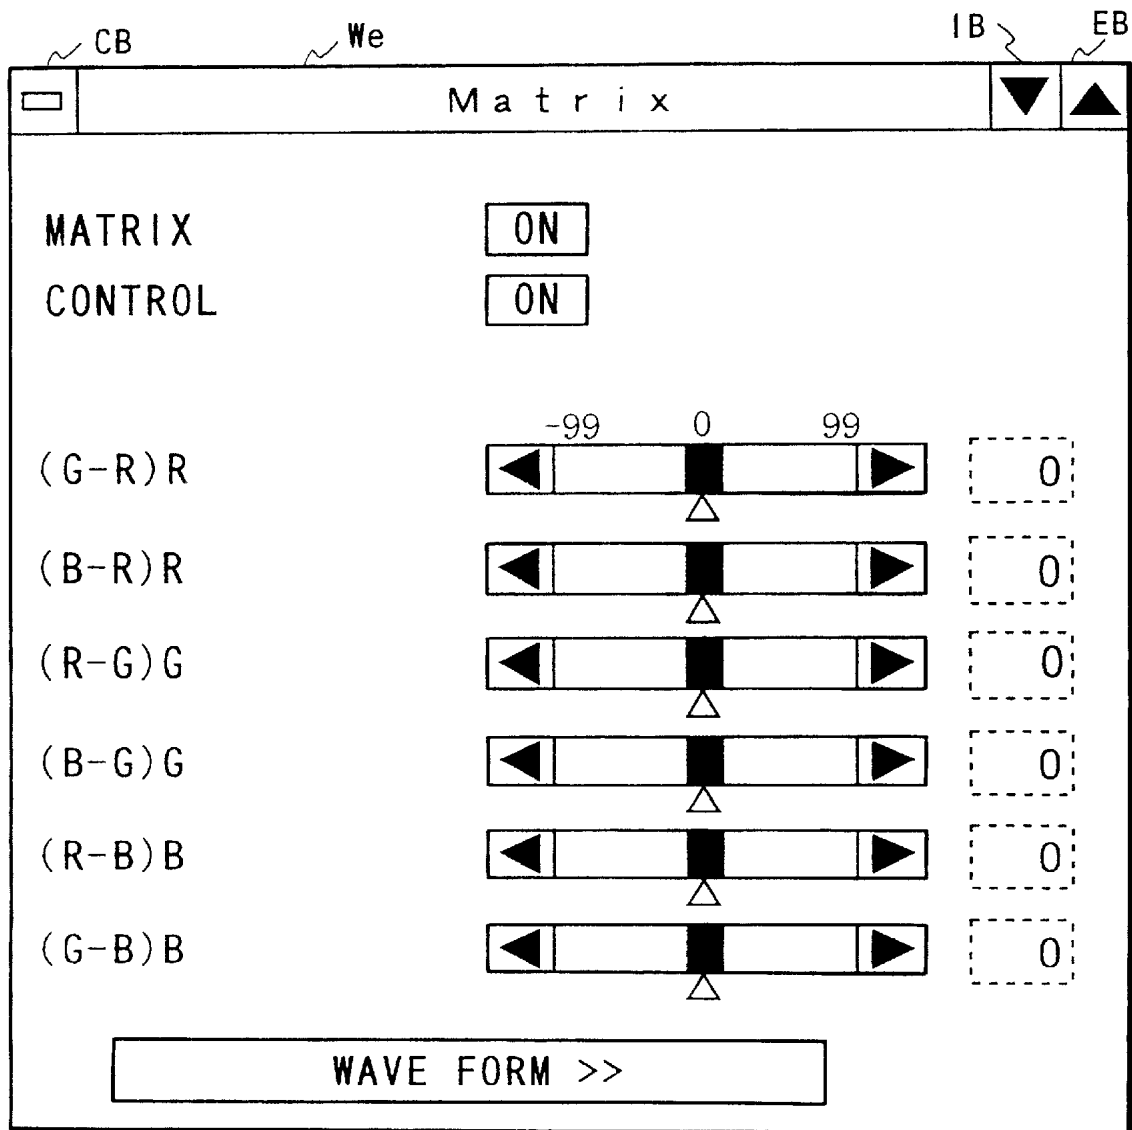 CB We IB EB
Matrix
MATRIX ON
CONTROL ON
-99 0 99
(G-R)R 0
(B-R)R 0
(R-G)G 0
(B-G)G 0
(R-B)B 0
(G-B)B 0
WAVE FORM >>